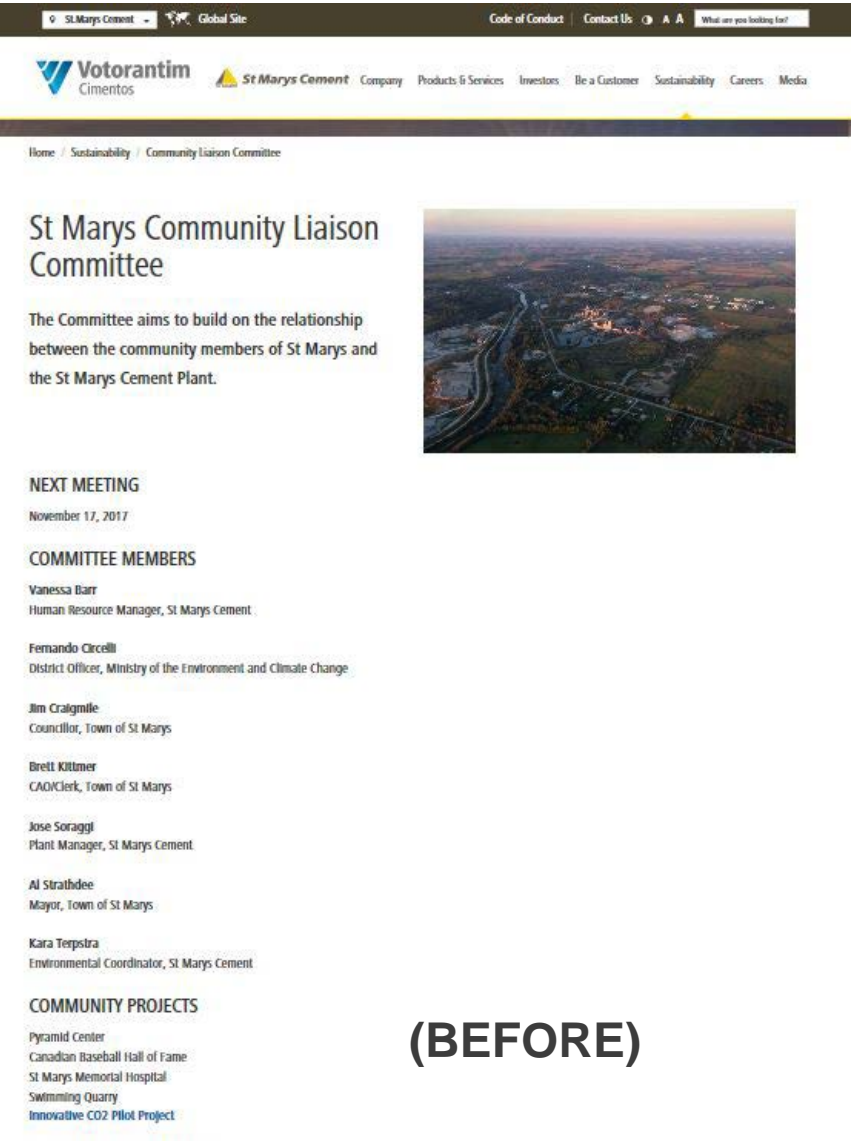 St.Marys Cement
Global Site
Code of Conduct
Contact Us
A A
What are you looking for?
Votorantim
Cimentos
St Marys Cement
Company
Products & Services
Investors
Be a Customer
Sustainability
Careers
Media
Home / Sustainability / Community Liaison Committee
St Marys Community Liaison
Committee
The Committee aims to build on the relationship
between the community members of St Marys and
the St Marys Cement Plant.
NEXT MEETING
November 17, 2017
COMMITTEE MEMBERS
Vanessa Barr
Human Resource Manager, St Marys Cement
Fernando Circelli
District Officer, Ministry of the Environment and Climate Change
Jim Craigmile
Councillor, Town of St Marys
Brett Kittmer
CAO/Clerk, Town of St Marys
Jose Soraggi
Plant Manager, St Marys Cement
Al Strathdee
Mayor, Town of St Marys
Kara Terpstra
Environmental Coordinator, St Marys Cement
COMMUNITY PROJECTS
Pyramid Center
Canadian Baseball Hall of Fame
St Marys Memorial Hospital
Swimming Quarry
Innovative CO2 Pilot Project
(BEFORE)